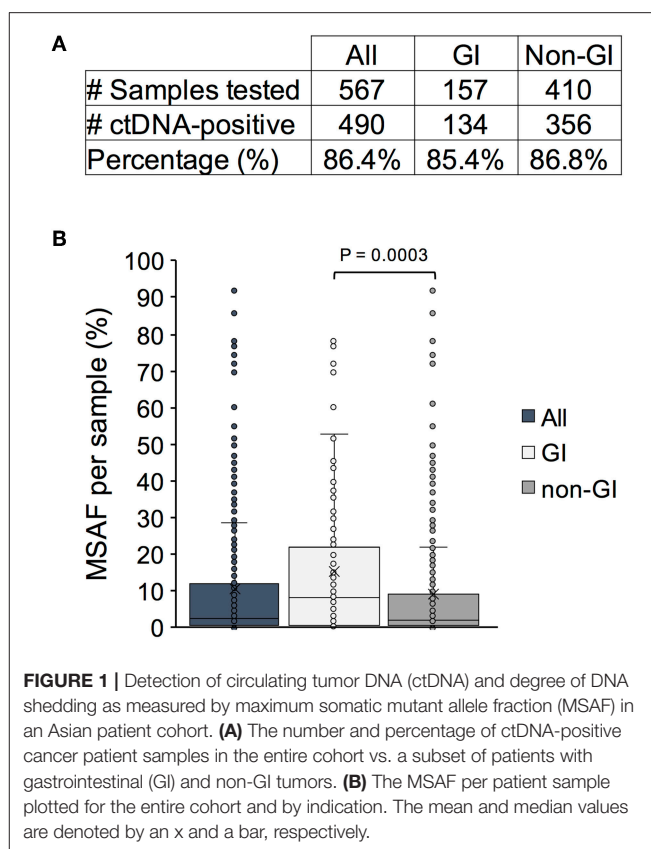 A
All GI Non-GI
# Samples tested 567 157 410
# ctDNA-positive 490 134 356
Percentage (%) 86.4% 85.4% 86.8%
B
P = 0.0003
100
90
80
70
60
50
40
30
20
10
0
MSAF per sample (%)
All
GI
non-GI
FIGURE 1 | Detection of circulating tumor DNA (ctDNA) and degree of DNA
shedding as measured by maximum somatic mutant allele fraction (MSAF) in
an Asian patient cohort. (A) The number and percentage of ctDNA-positive
cancer patient samples in the entire cohort vs. a subset of patients with
gastrointestinal (GI) and non-GI tumors. (B) The MSAF per patient sample
plotted for the entire cohort and by indication. The mean and median values
are denoted by an x and a bar, respectively.